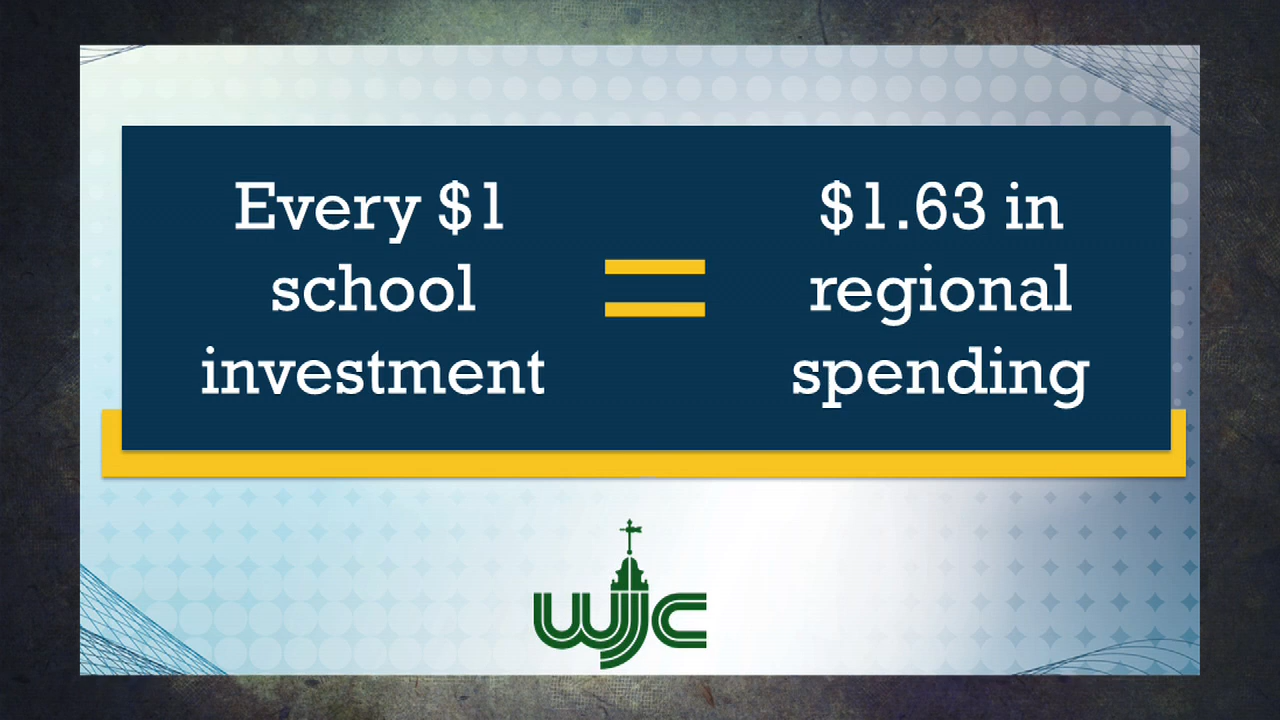 Every $1
school
investment
=
$1.63 in
regional
spending
wjc